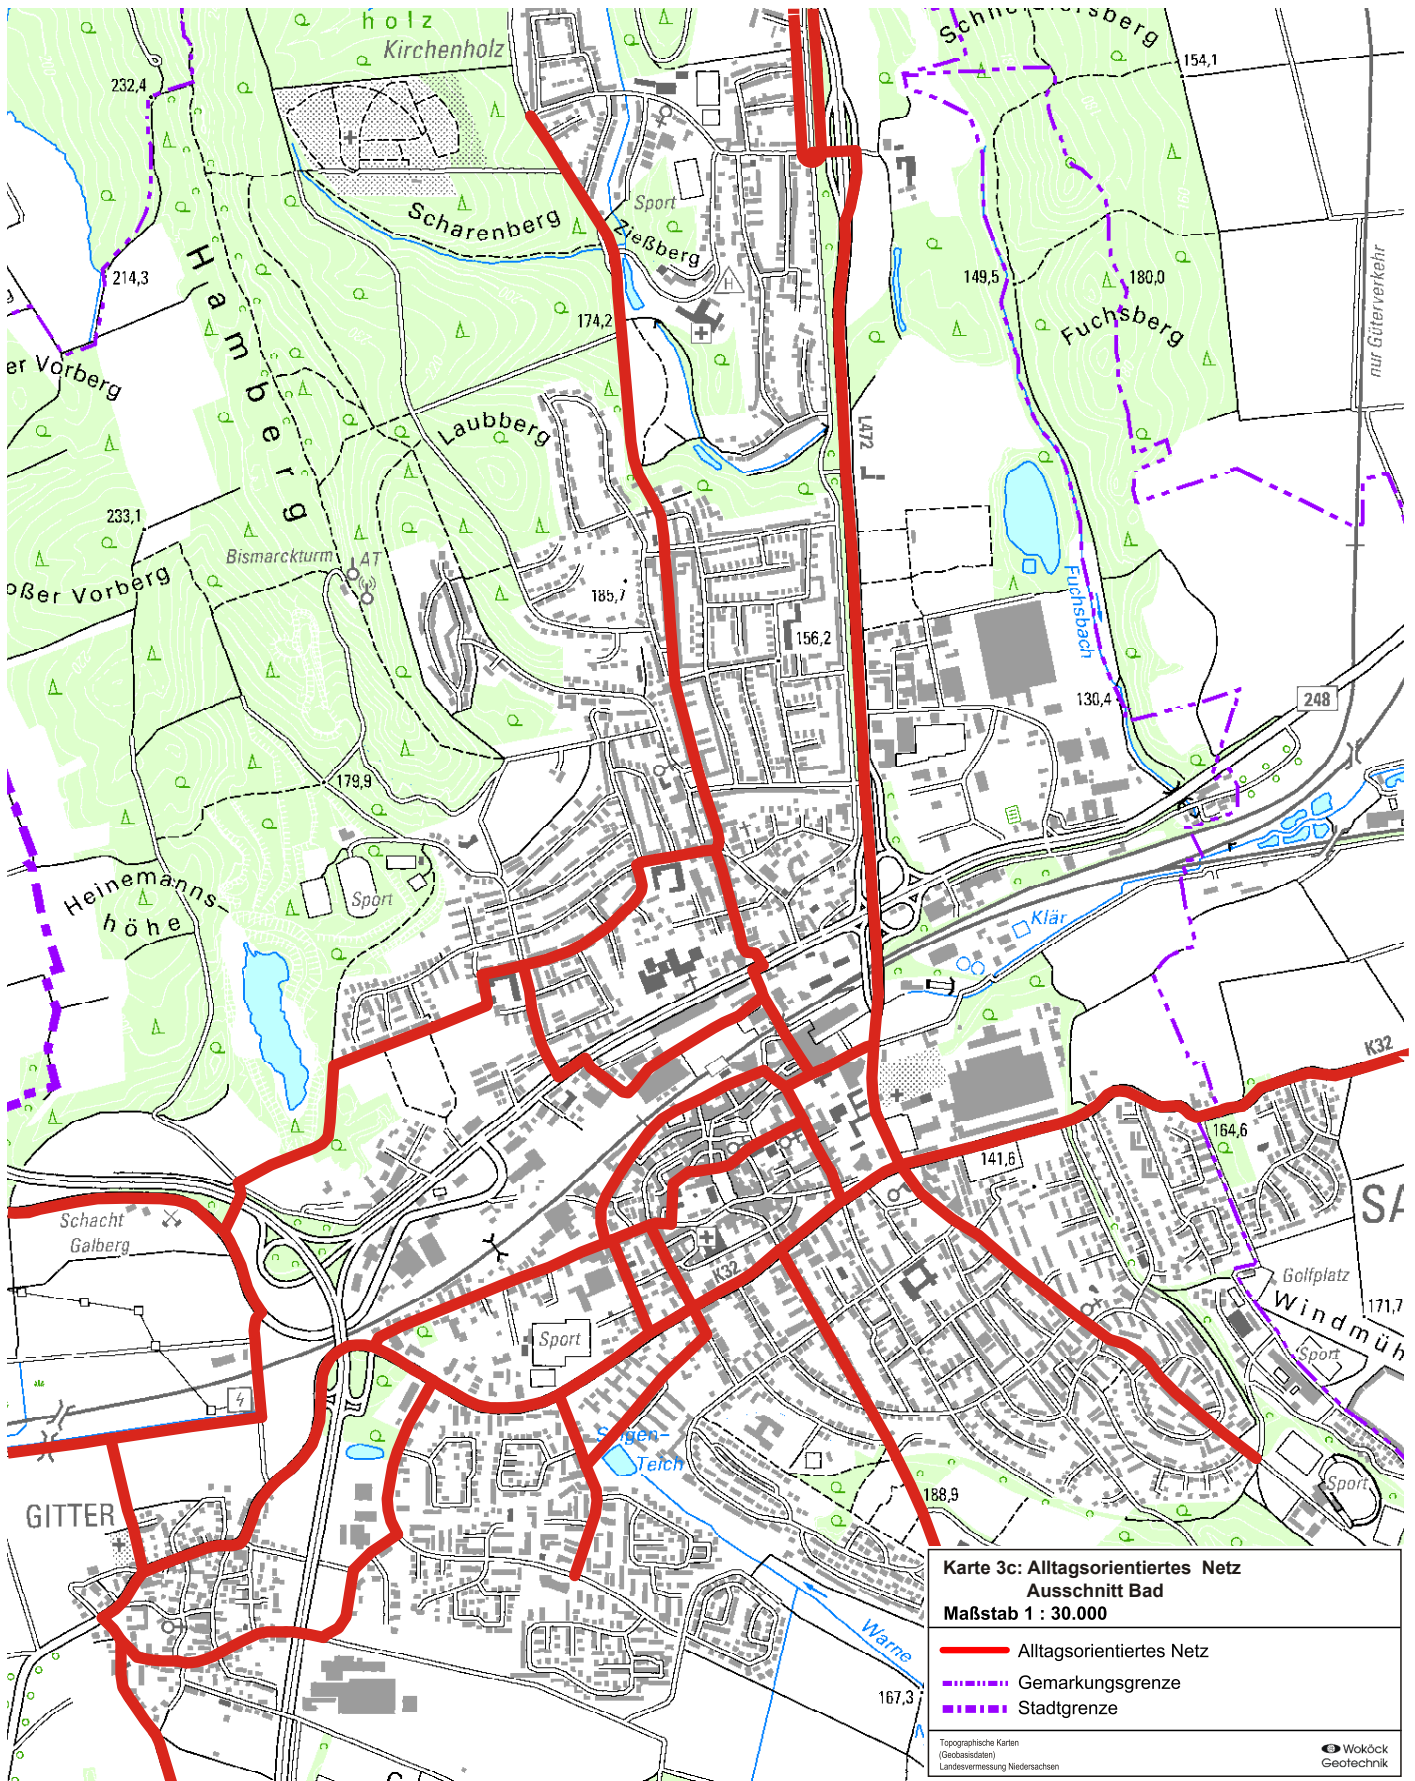 holz
Kirchenholz
Schneidersberg
154,1
232,4
Hamberg
Scharenberg
Sport
Zießberg
H
214,3
174,2
149,5
180,0
Fuchsberg
nur Güterverkehr
er Vorberg
Laubberg
L472
233,1
Bismarckturm
AT
oßer Vorberg
185,7
156,2
Fuchsbach
130,4
248
179,9
Heinemanns-
höhe
Sport
Klär
K32
164,6
141,6
SA
Schacht
Galberg
K32
Golfplatz
171,7
Windmüh
Sport
Sport
4
GITTER
Teich
Sport
188,9
Warne
167,3
Karte 3c: Alltagsorientiertes Netz
Ausschnitt Bad
Maßstab 1 : 30.000
Alltagsorientiertes Netz
Gemarkungsgrenze
Stadtgrenze
Topographische Karten
(Geobasisdaten)
Landesvermessung Niedersachsen
Woköck
Geotechnik